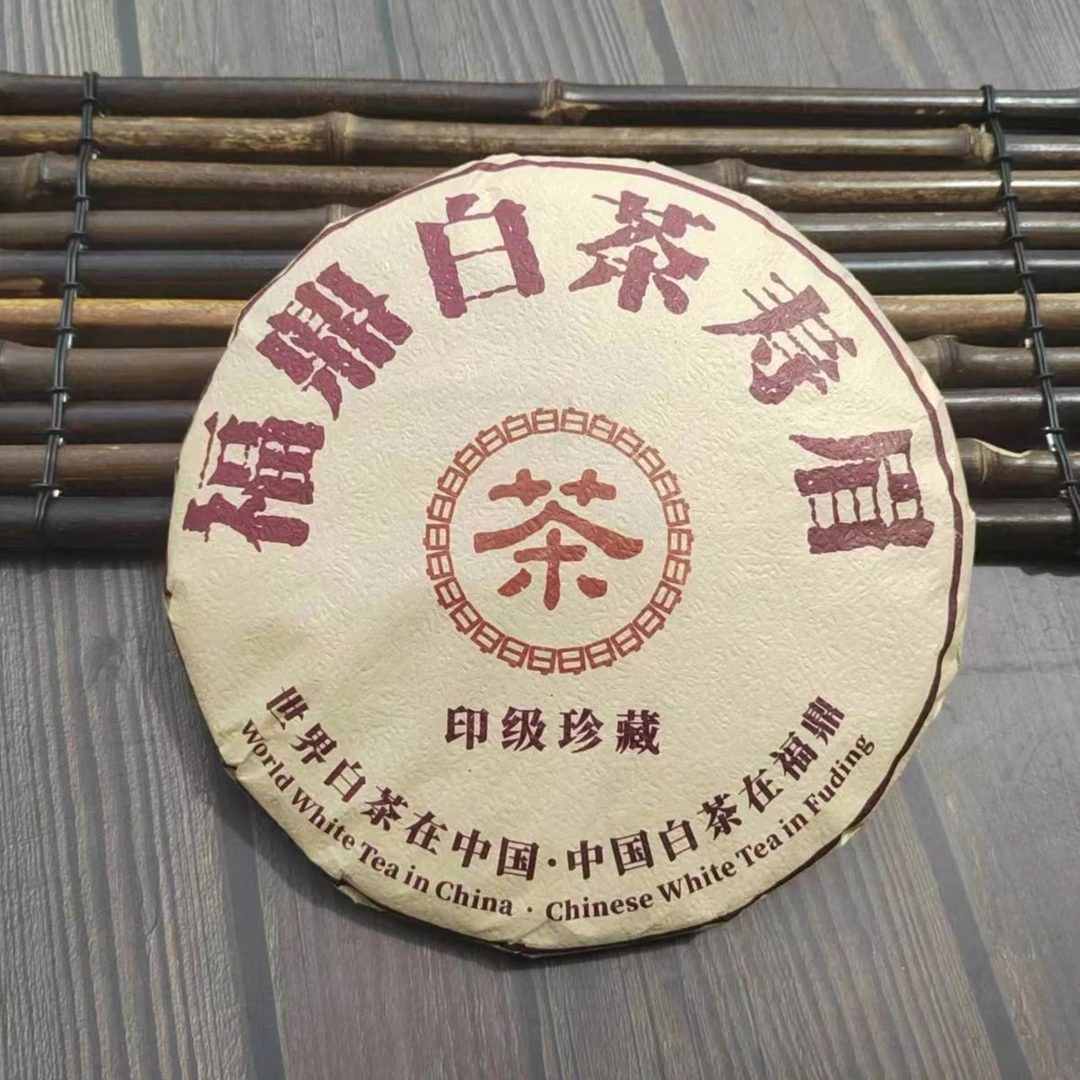 福鼎白茶寿眉
茶
印级珍藏
世界白茶在中国·中国白茶在福鼎
World White Tea in China · Chinese White Tea in Fuding